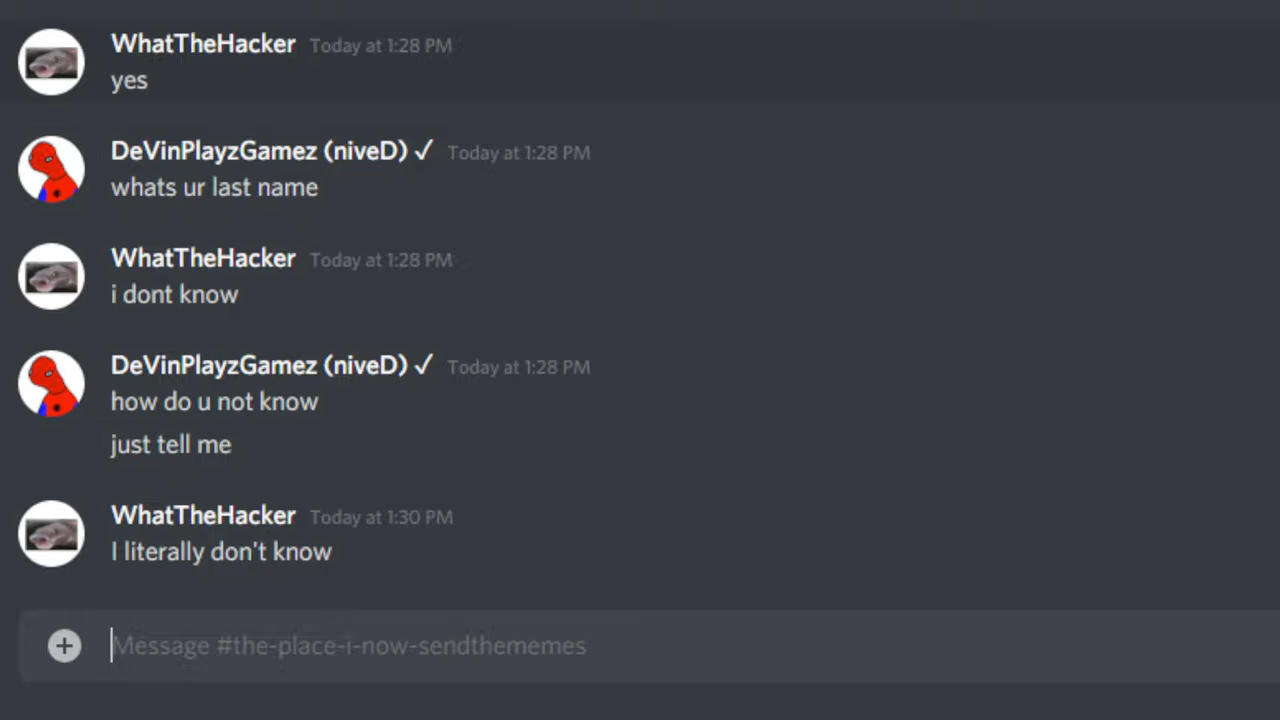 WhatTheHacker Today at 1:28 PM
yes
DeVinPlayzGamez (niveD) ✓ Today at 1:28 PM
whats ur last name
WhatTheHacker Today at 1:28 PM
i dont know
DeVinPlayzGamez (niveD) ✓ Today at 1:28 PM
how do u not know
just tell me
WhatTheHacker Today at 1:30 PM
I literally don't know
Message #the-place-i-now-sendthememes